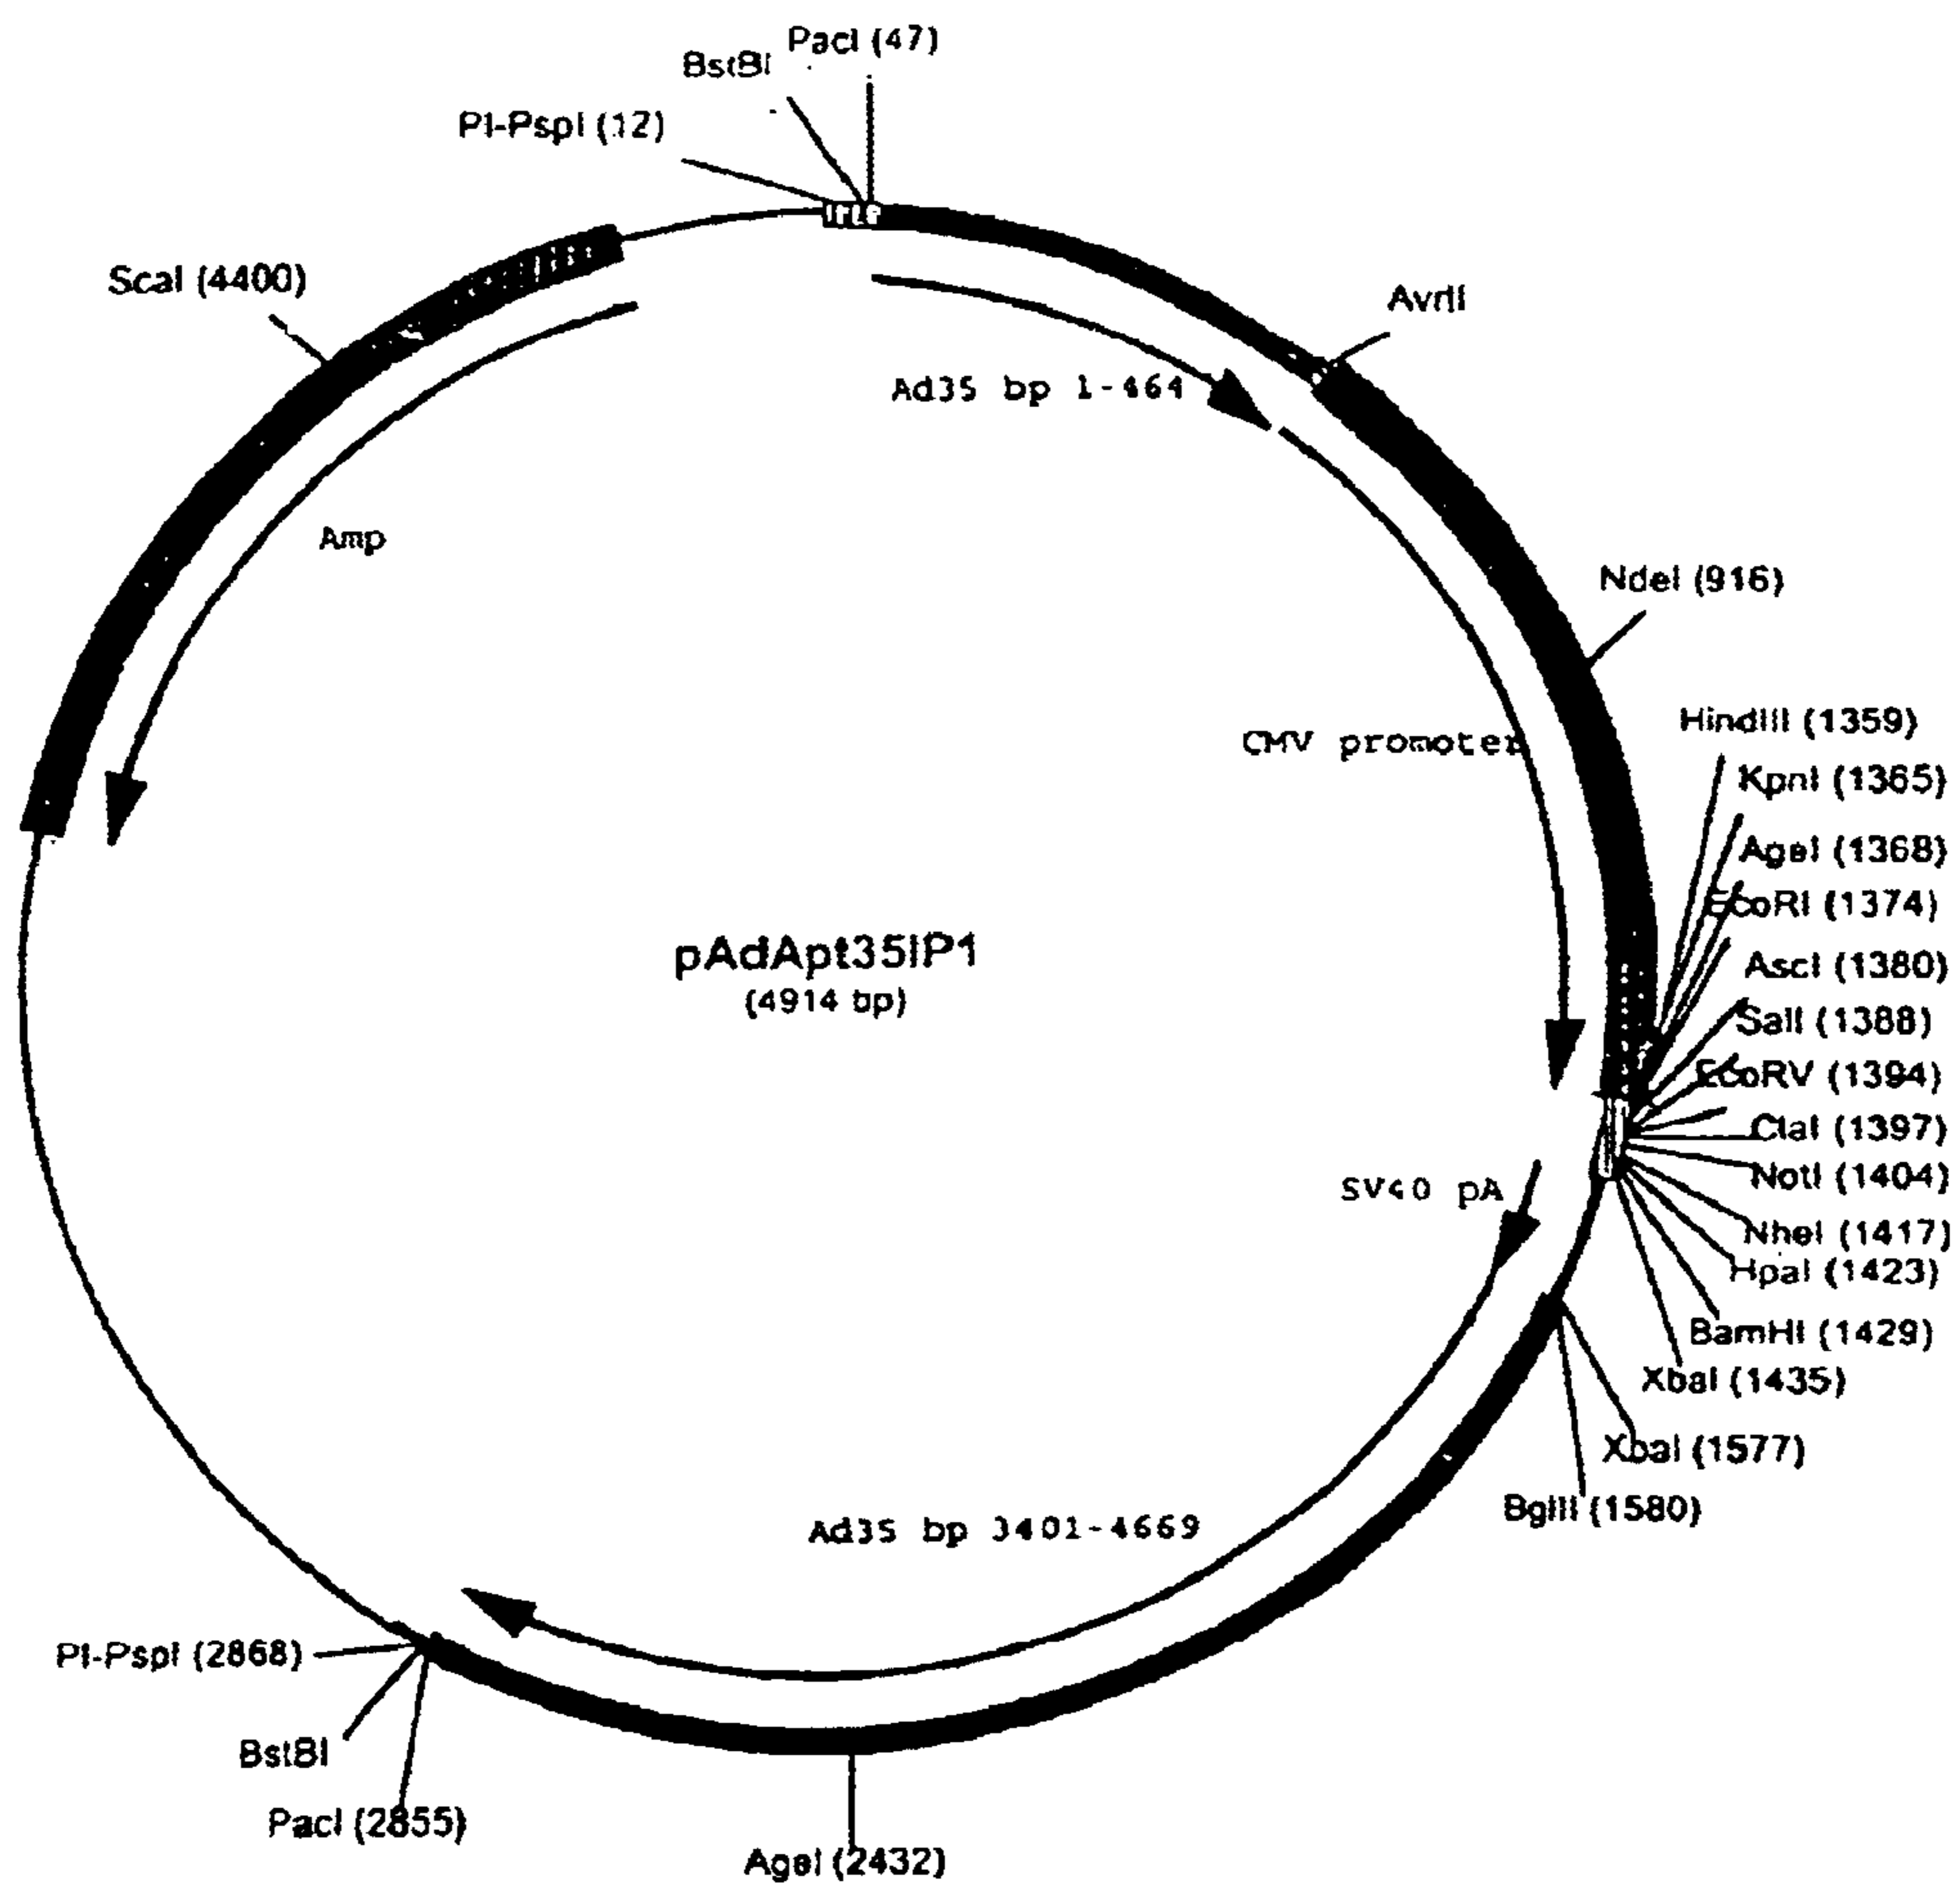 PacI (47)
BstBI
PI-PspI (12)
ScaI (4400)
AvrII
Ad35 bp 1-464
Amp
NdeI (916)
CMV promoter
HindIII (1359)
KpnI (1365)
AgeI (1368)
EcoRI (1374)
AscI (1380)
SalI (1388)
EcoRV (1394)
ClaI (1397)
NotI (1404)
NheI (1417)
HpaI (1423)
BamHI (1429)
XbaI (1435)
XbaI (1577)
BglII (1580)
pAdApt35IP1
(4914 bp)
SV40 pA
Ad35 bp 3401-4669
PI-PspI (2868)
BstBI
PacI (2855)
AgeI (2432)